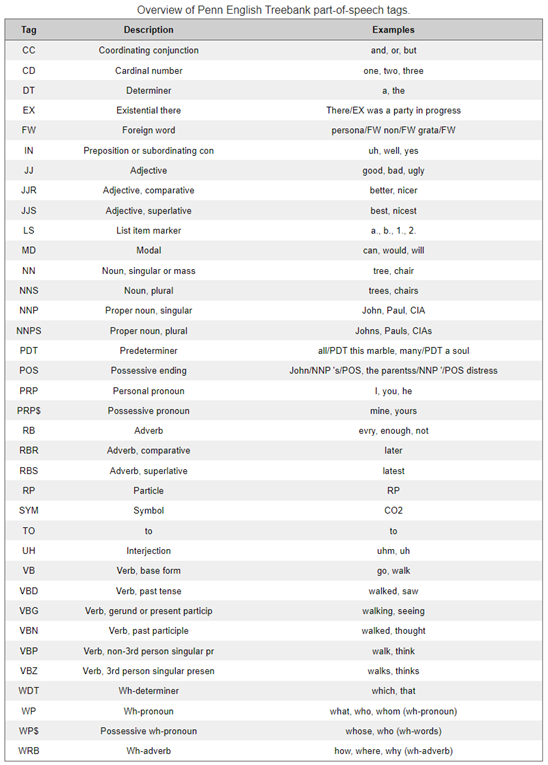 Overview of Penn English Treebank part-of-speech tags.
Tag Description Examples
CC Coordinating conjunction and, or, but
CD Cardinal number one, two, three
DT Determiner a, the
EX Existential there There/EX was a party in progress
FW Foreign word persona/FW non/FW grata/FW
IN Preposition or subordinating con uh, well, yes
JJ Adjective good, bad, ugly
JJR Adjective, comparative better, nicer
JJS Adjective, superlative best, nicest
LS List item marker a., b., 1., 2.
MD Modal can, would, will
NN Noun, singular or mass tree, chair
NNS Noun, plural trees, chairs
NNP Proper noun, singular John, Paul, CIA
NNPS Proper noun, plural Johns, Pauls, CIAs
PDT Predeterminer all/PDT this marble, many/PDT a soul
POS Possessive ending John/NNP 's/POS, the parentss/NNP '/POS distress
PRP Personal pronoun I, you, he
PRP$ Possessive pronoun mine, yours
RB Adverb evry, enough, not
RBR Adverb, comparative later
RBS Adverb, superlative latest
RP Particle RP
SYM Symbol CO2
TO to to
UH Interjection uhm, uh
VB Verb, base form go, walk
VBD Verb, past tense walked, saw
VBG Verb, gerund or present particip walking, seeing
VBN Verb, past participle walked, thought
VBP Verb, non-3rd person singular pr walk, think
VBZ Verb, 3rd person singular presen walks, thinks
WDT Wh-determiner which, that
WP Wh-pronoun what, who, whom (wh-pronoun)
WP$ Possessive wh-pronoun whose, who (wh-words)
WRB Wh-adverb how, where, why (wh-adverb)